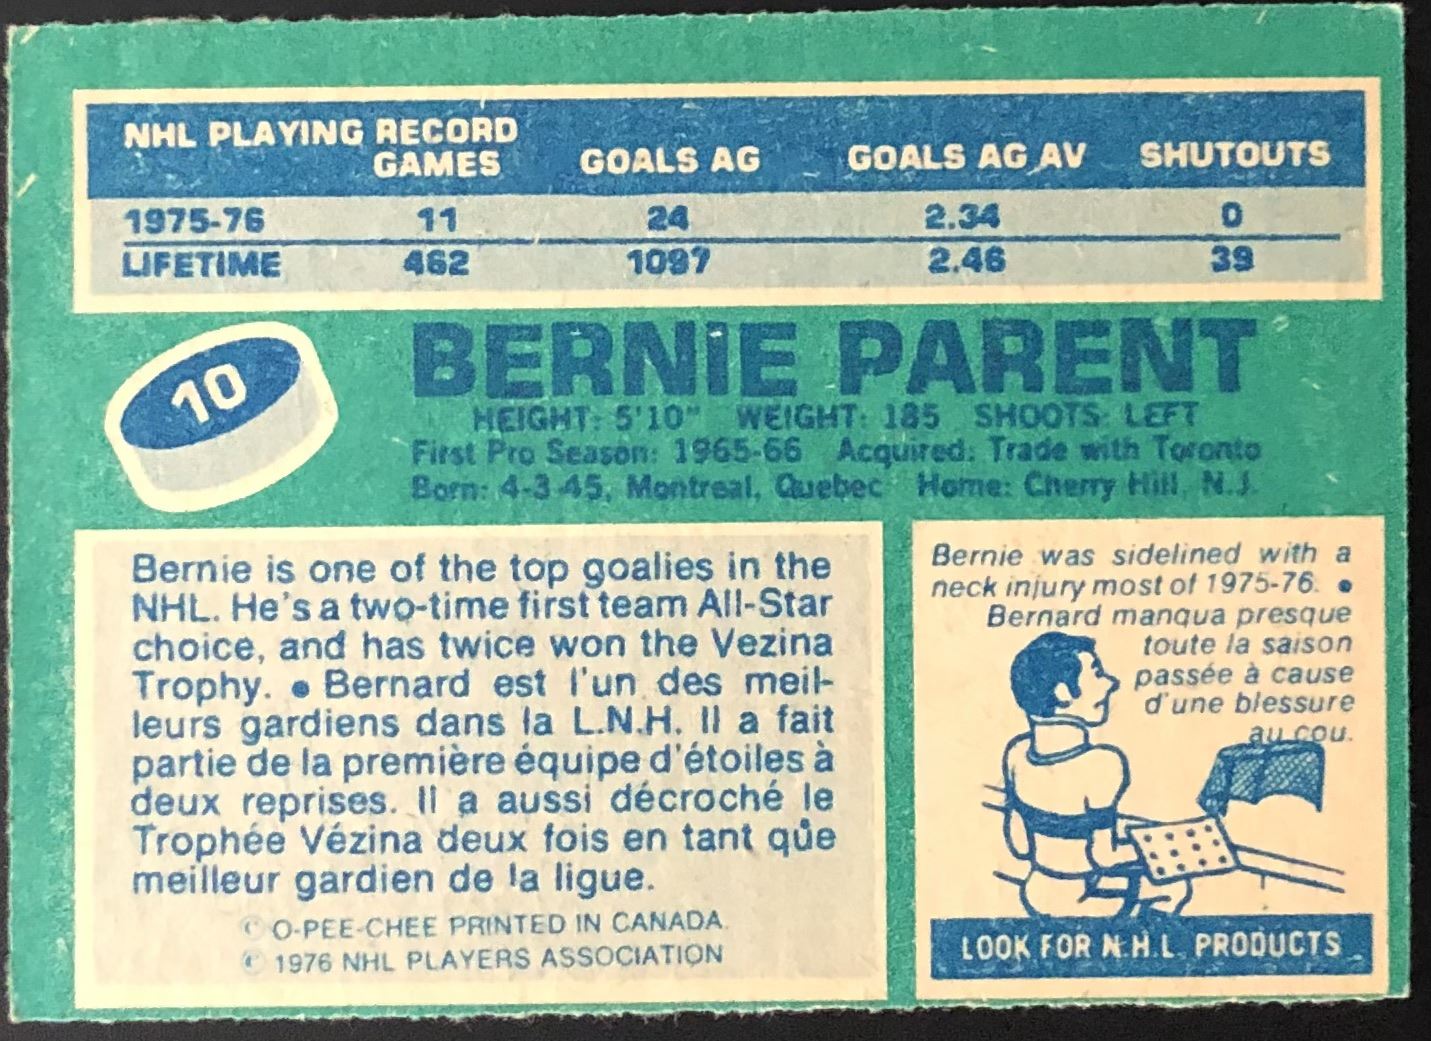 NHL PLAYING RECORD
GAMES GOALS AG GOALS AG AV SHUTOUTS
1975-76 11 24 2.34 0
LIFETIME 462 1097 2.46 39
10
BERNIE PARENT
HEIGHT: 5'10" WEIGHT: 185 SHOOTS: LEFT
First Pro Season: 1965-66 Acquired: Trade with Toronto
Born: 4-3-45, Montreal, Quebec Home: Cherry Hill, N.J.
Bernie is one of the top goalies in the
NHL. He's a two-time first team All-Star
choice, and has twice won the Vezina
Trophy. • Bernard est l'un des meil-
leurs gardiens dans la L.N.H. Il a fait
partie de la première équipe d'étoiles à
deux reprises. Il a aussi décroché le
Trophée Vézina deux fois en tant que
meilleur gardien de la ligue.
© O-PEE-CHEE PRINTED IN CANADA
© 1976 NHL PLAYERS ASSOCIATION
Bernie was sidelined with a
neck injury most of 1975-76. •
Bernard manqua presque
toute la saison
passée à cause
d'une blessure
au cou.
LOOK FOR N.H.L. PRODUCTS